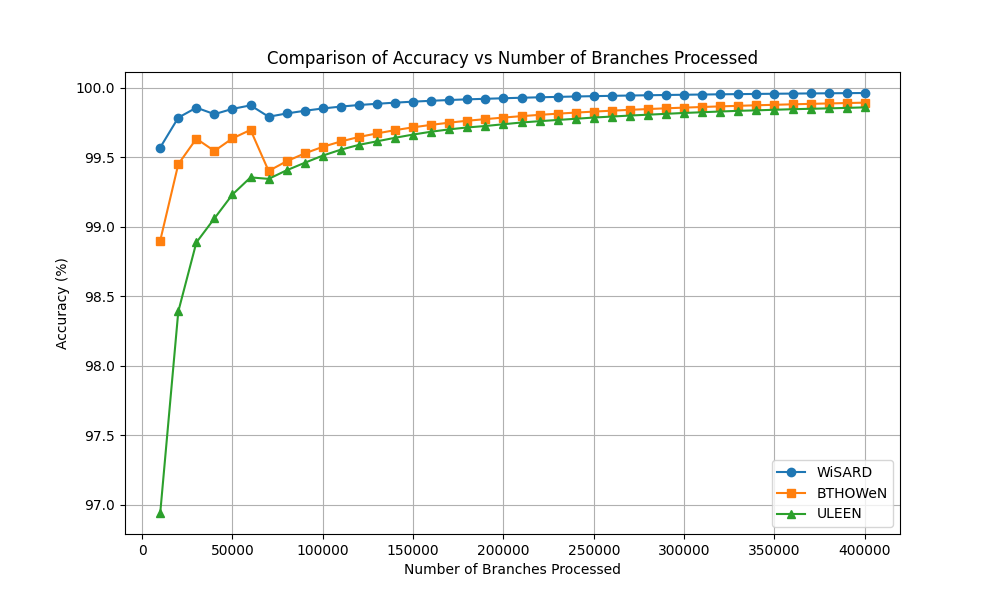 Comparison of Accuracy vs Number of Branches Processed
Accuracy (%)
100.0
99.5
99.0
98.5
98.0
97.5
97.0
WiSARD
BTHOWeN
ULEEN
0 50000 100000 150000 200000 250000 300000 350000 400000
Number of Branches Processed